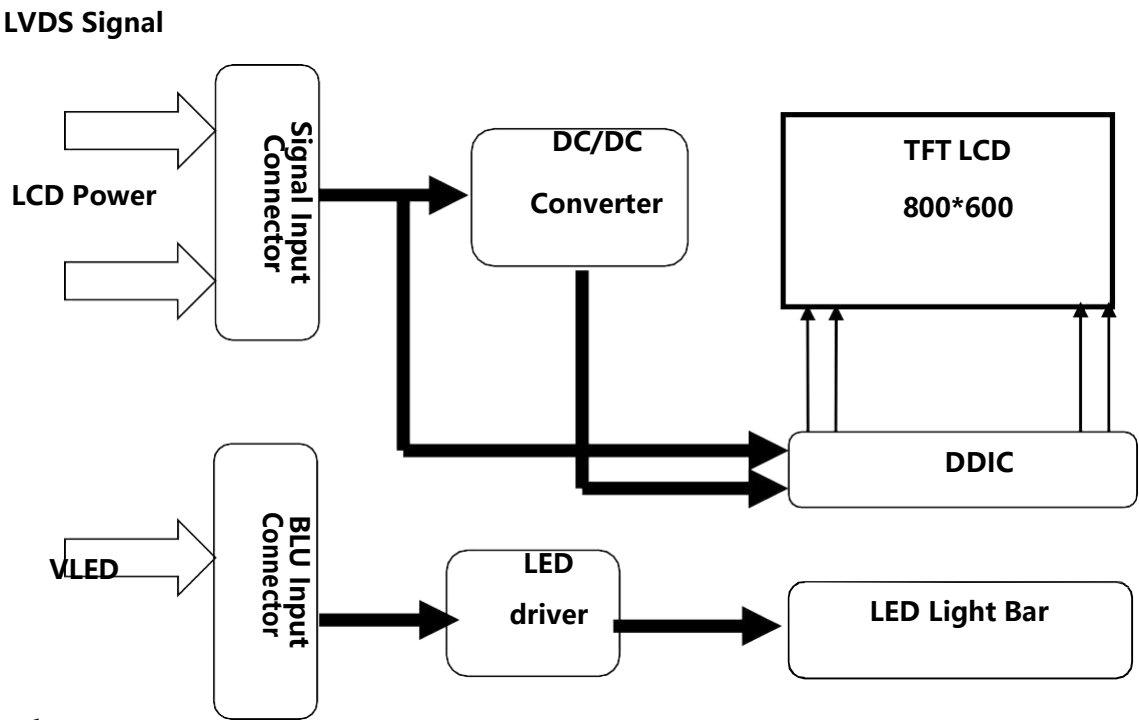 LVDS Signal
LCD Power
Signal Input
Connector
DC/DC
Converter
TFT LCD
800*600
DDIC
VLED
BLU Input
Connector
LED
driver
LED Light Bar